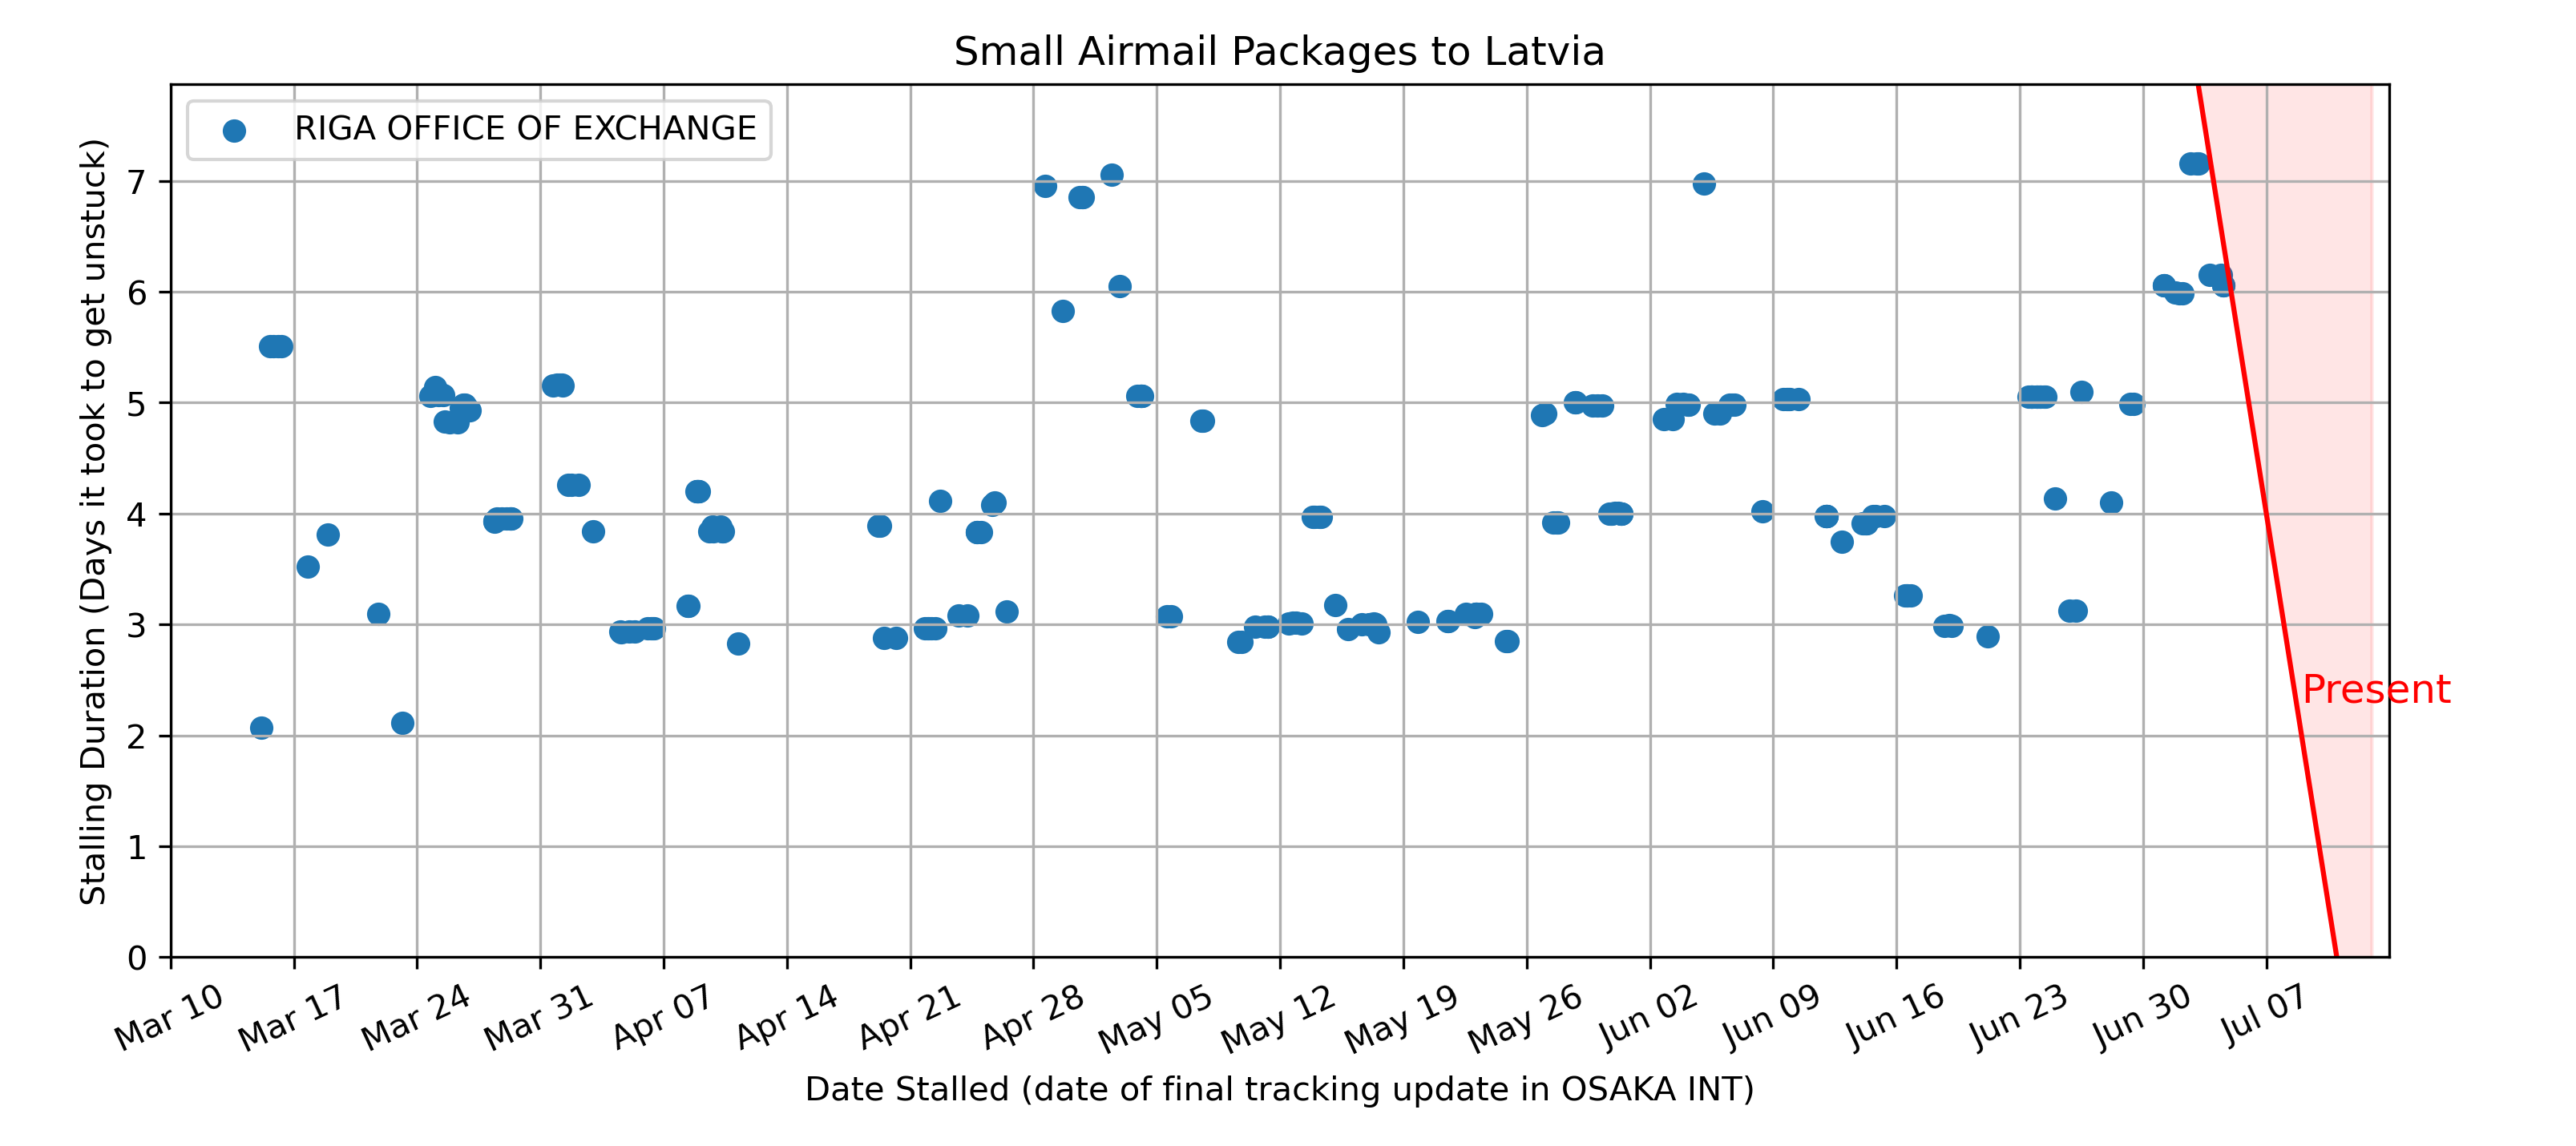 Small Airmail Packages to Latvia
RIGA OFFICE OF EXCHANGE
Stalling Duration (Days it took to get unstuck)
7
6
5
4
3
2
1
0
Present
Mar 10
Mar 17
Mar 24
Mar 31
Apr 07
Apr 14
Apr 21
Apr 28
May 05
May 12
May 19
May 26
Jun 02
Jun 09
Jun 16
Jun 23
Jun 30
Jul 07
Date Stalled (date of final tracking update in OSAKA INT)